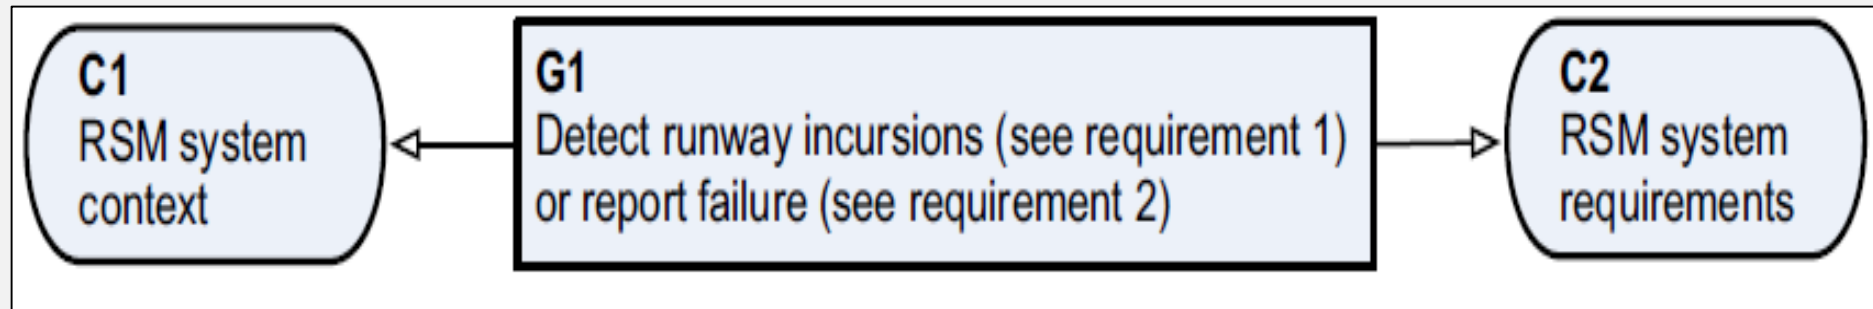 C1
RSM system
context
G1
Detect runway incursions (see requirement 1)
or report failure (see requirement 2)
C2
RSM system
requirements